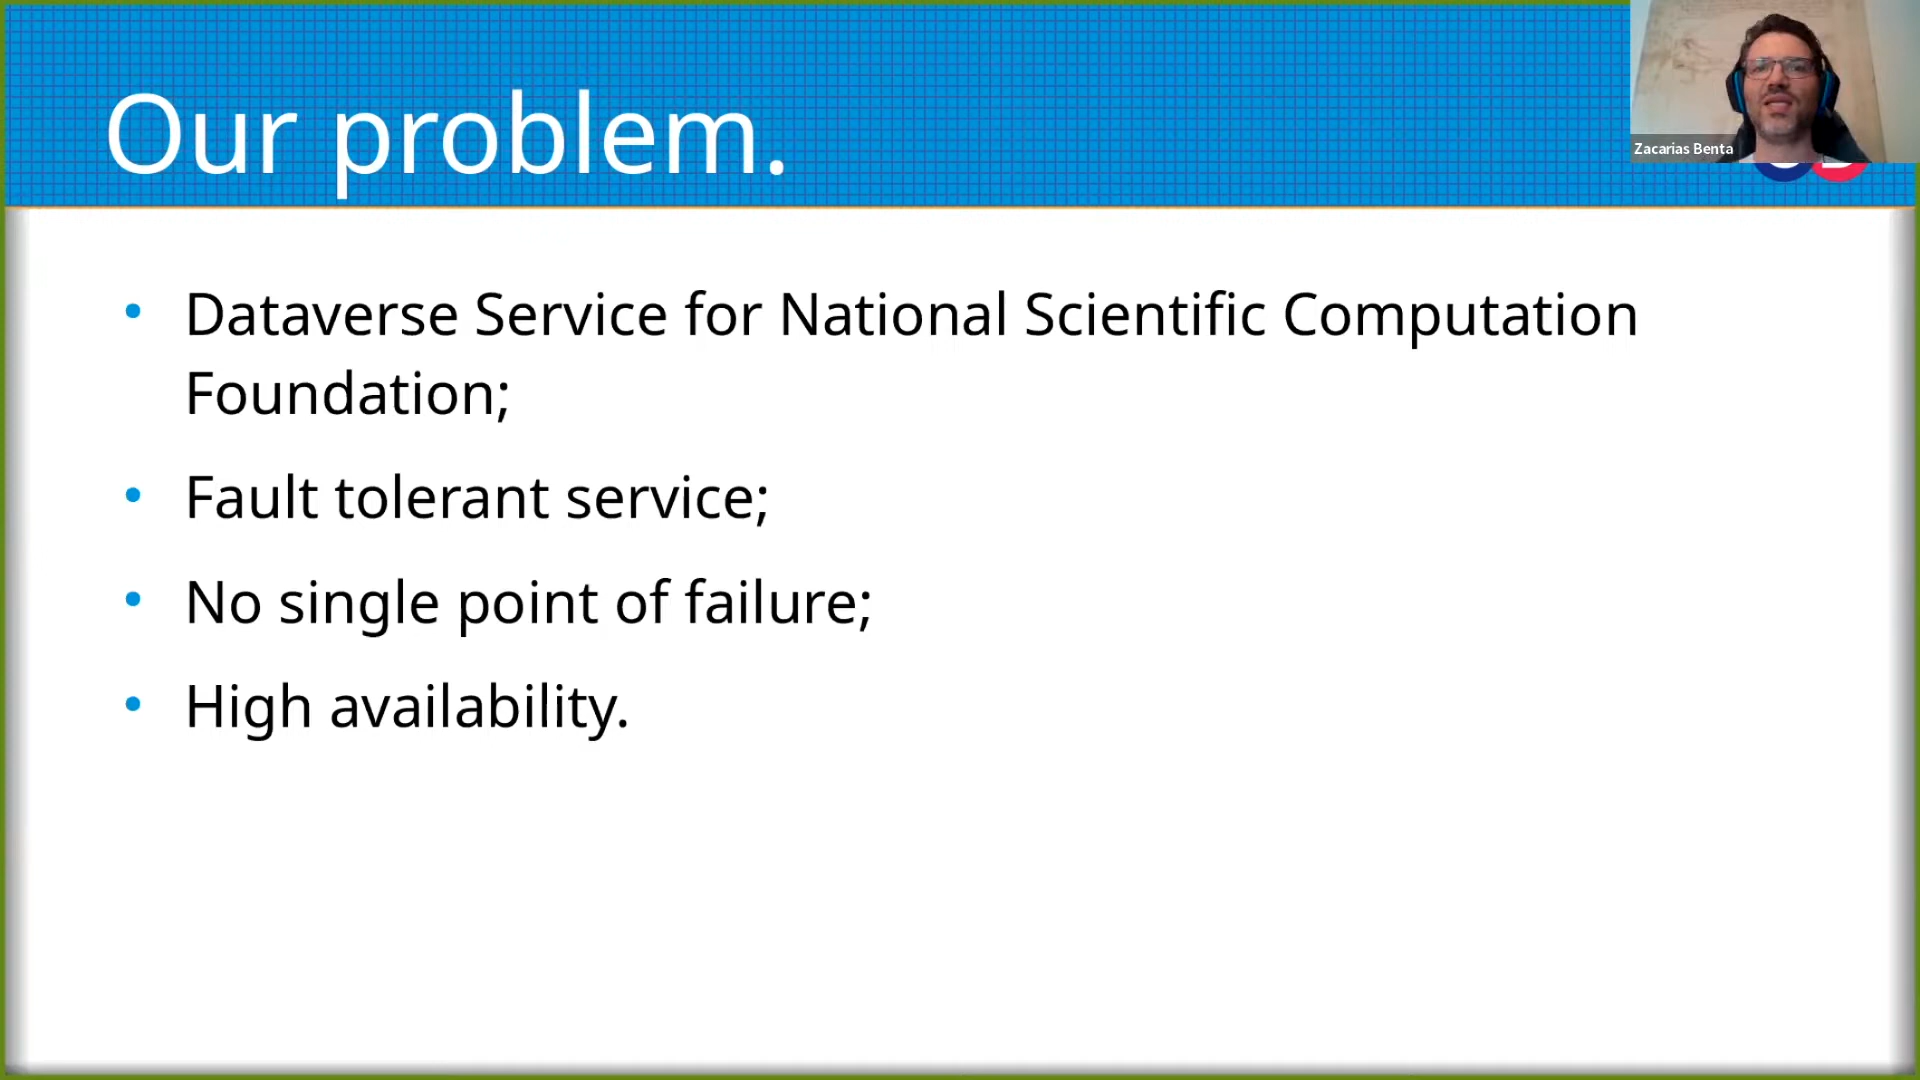 Our problem.
Zacarias Benta
• Dataverse Service for National Scientific Computation
Foundation;
• Fault tolerant service;
• No single point of failure;
• High availability.